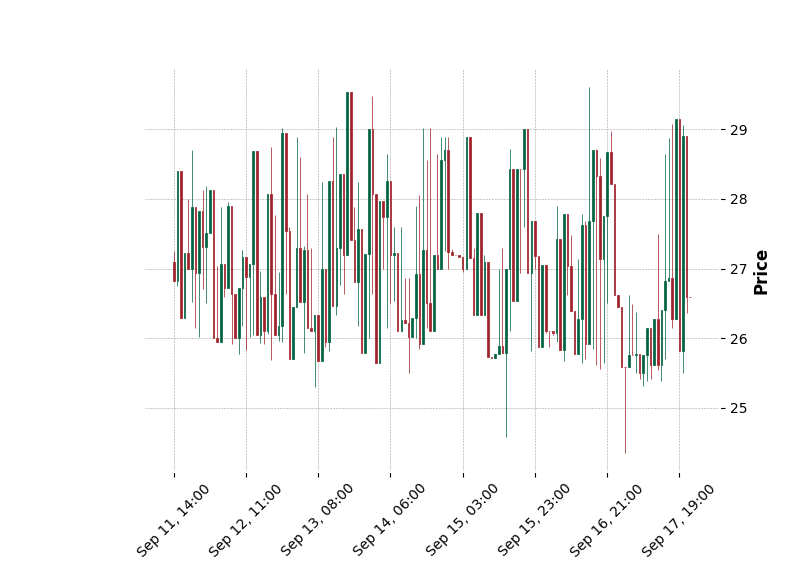 29
28
27
26
25
Price
Sep 11, 14:00
Sep 12, 11:00
Sep 13, 08:00
Sep 14, 06:00
Sep 15, 03:00
Sep 15, 23:00
Sep 16, 21:00
Sep 17, 19:00